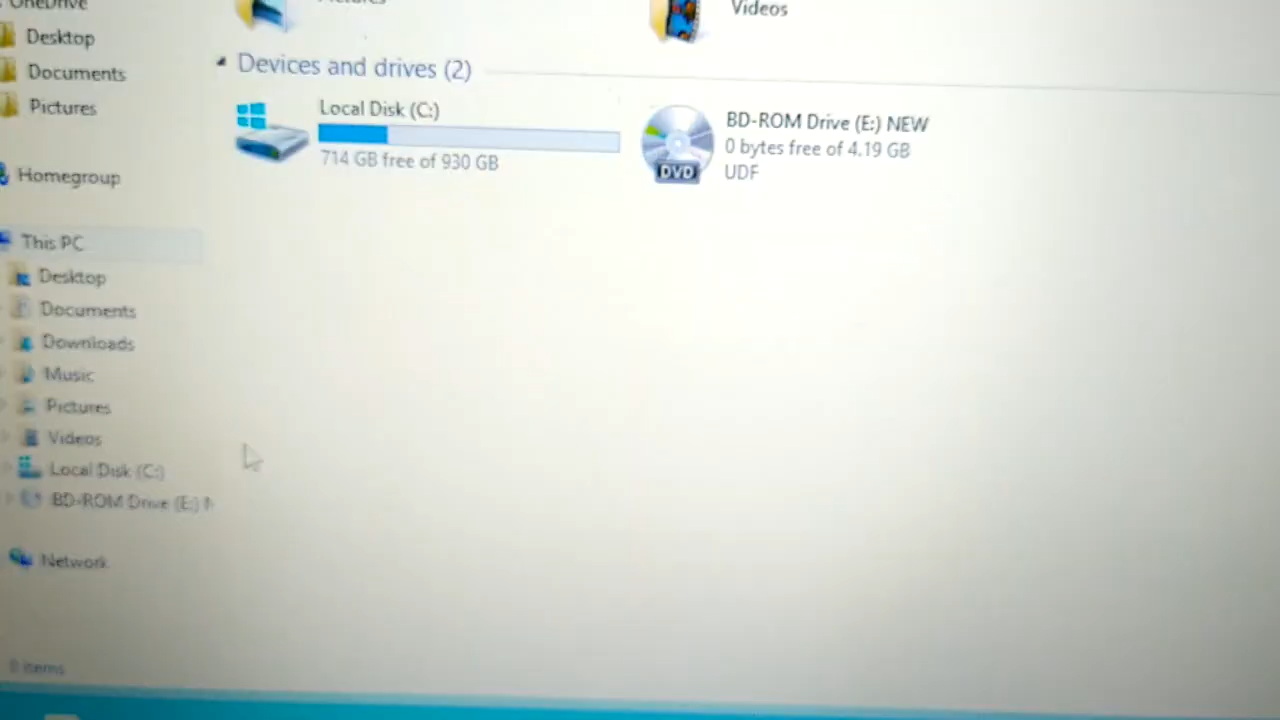 OneDrive
Desktop
Documents
Pictures
Homegroup
This PC
Desktop
Documents
Downloads
Music
Pictures
Videos
Local Disk (C:)
BD-ROM Drive (E:) N
Network
Pictures
Videos
Devices and drives (2)
Local Disk (C:)
714 GB free of 930 GB
BD-ROM Drive (E:) NEW
0 bytes free of 4.19 GB
UDF
DVD
items